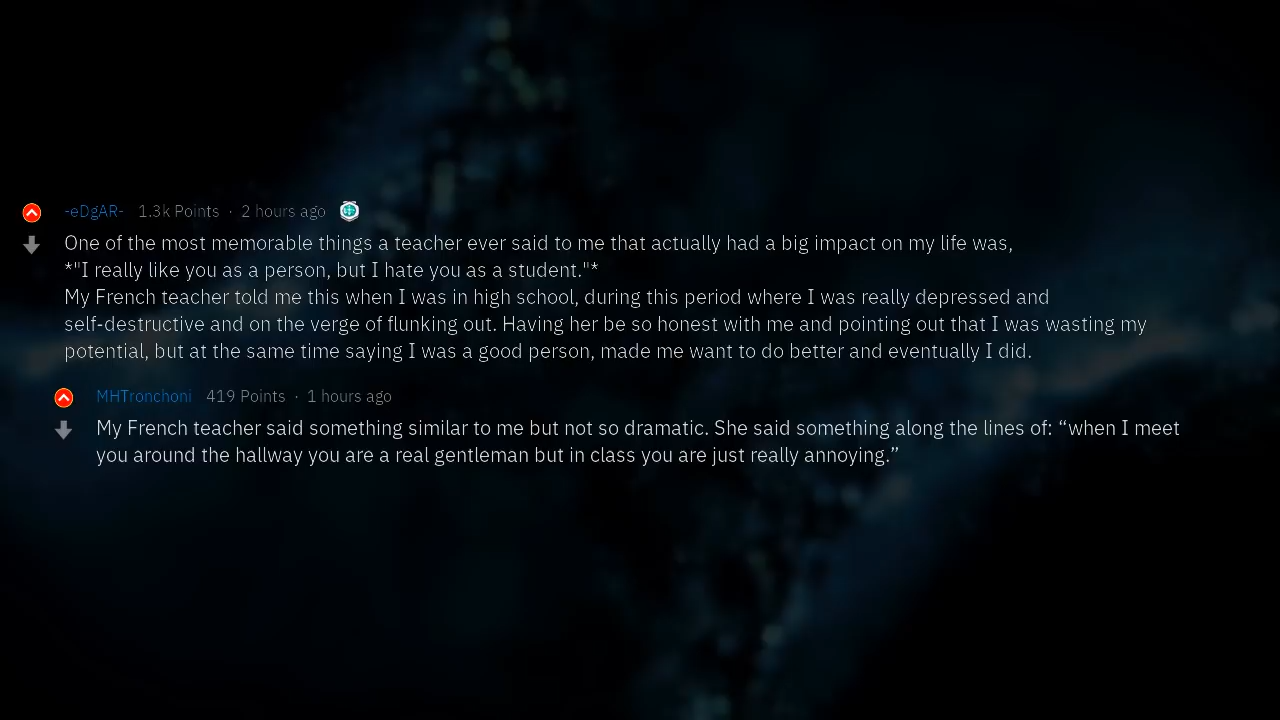 -eDgAR- 1.3k Points · 2 hours ago
One of the most memorable things a teacher ever said to me that actually had a big impact on my life was,
*"I really like you as a person, but I hate you as a student."*
My French teacher told me this when I was in high school, during this period where I was really depressed and
self-destructive and on the verge of flunking out. Having her be so honest with me and pointing out that I was wasting my
potential, but at the same time saying I was a good person, made me want to do better and eventually I did.
MHTronchoni 419 Points · 1 hours ago
My French teacher said something similar to me but not so dramatic. She said something along the lines of: “when I meet
you around the hallway you are a real gentleman but in class you are just really annoying.”